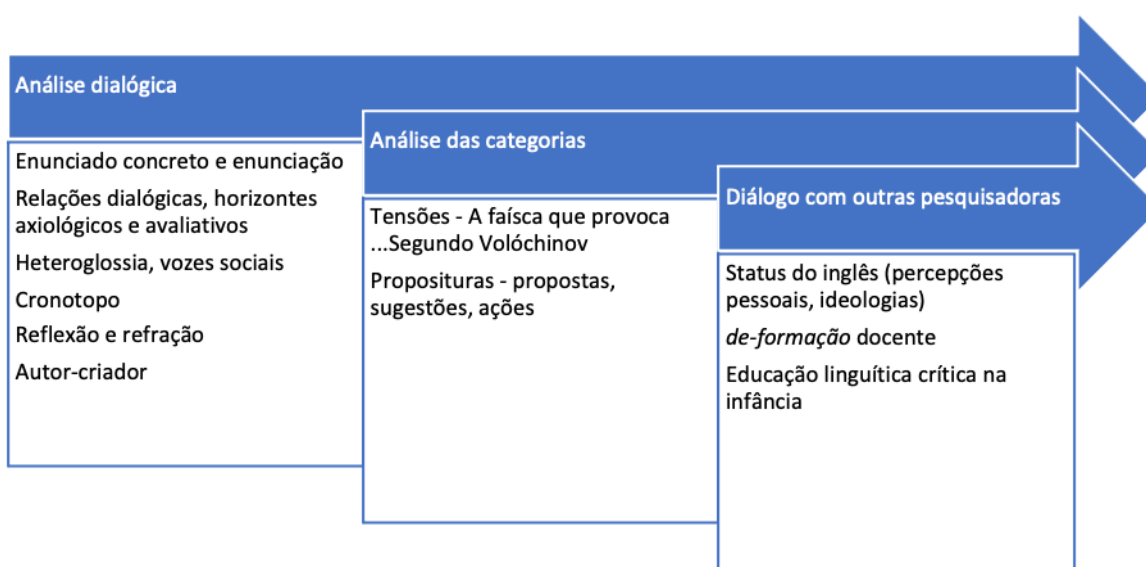 Análise dialógica
Enunciado concreto e enunciação
Relações dialógicas, horizontes
axiológicos e avaliativos
Heteroglossia, vozes sociais
Cronotopo
Reflexão e refração
Autor-criador
Análise das categorias
Tensões - A faísca que provoca
...Segundo Volóchinov
Proposituras - propostas,
sugestões, ações
Diálogo com outras pesquisadoras
Status do inglês (percepções
pessoais, ideologias)
de-formação docente
Educação linguítica crítica na
infância